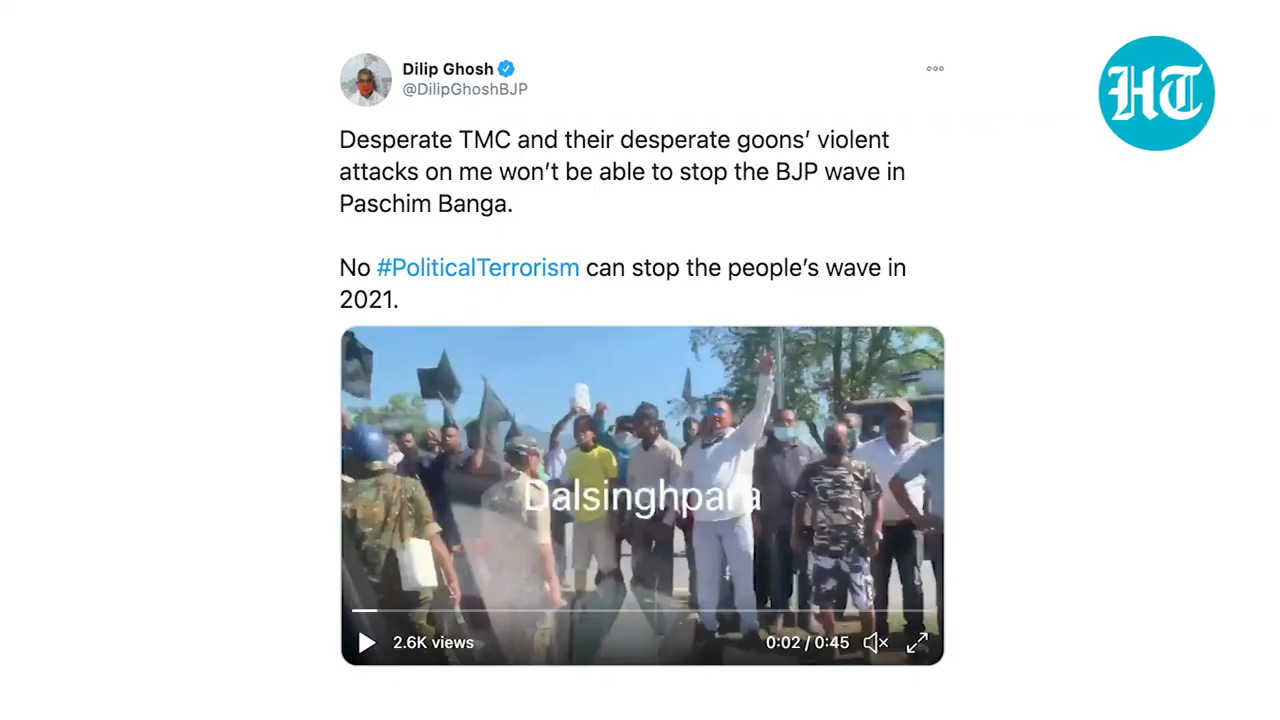 Dilip Ghosh
@DilipGhoshBJP
HT
Desperate TMC and their desperate goons’ violent
attacks on me won’t be able to stop the BJP wave in
Paschim Banga.
No #PoliticalTerrorism can stop the people’s wave in
2021.
Dalsinghpara
2.6K views
0:02 / 0:45